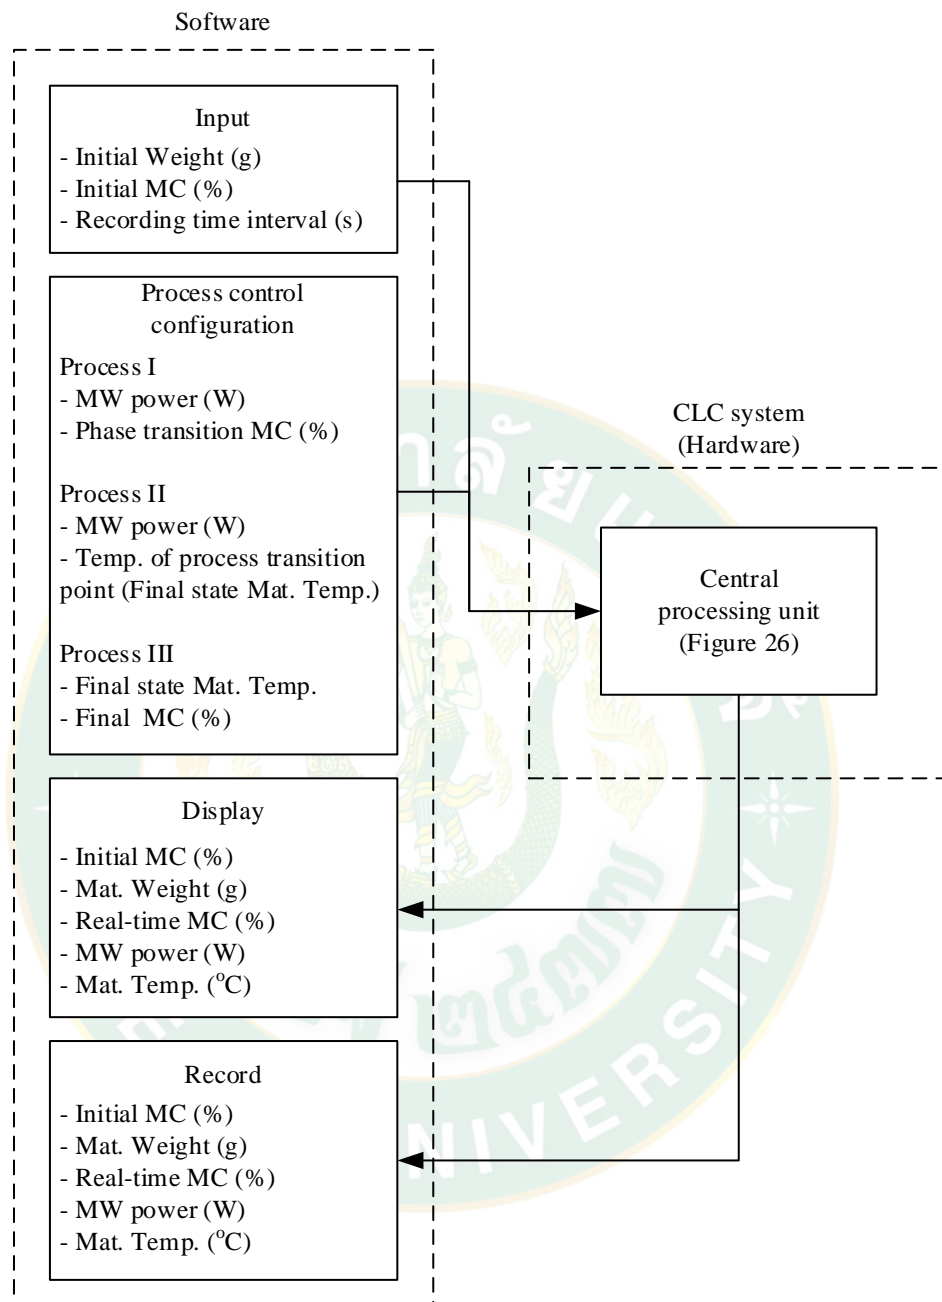 Software
Input
- Initial Weight (g)
- Initial MC (%)
- Recording time interval (s)
Process control
configuration
Process I
- MW power (W)
- Phase transition MC (%)
Process II
- MW power (W)
- Temp. of process transition
point (Final state Mat. Temp.)
Process III
- Final state Mat. Temp.
- Final MC (%)
CLC system
(Hardware)
Central
processing unit
(Figure 26)
Display
- Initial MC (%)
- Mat. Weight (g)
- Real-time MC (%)
- MW power (W)
- Mat. Temp. (°C)
Record
- Initial MC (%)
- Mat. Weight (g)
- Real-time MC (%)
- MW power (W)
- Mat. Temp. (°C)
UNIVERSITY